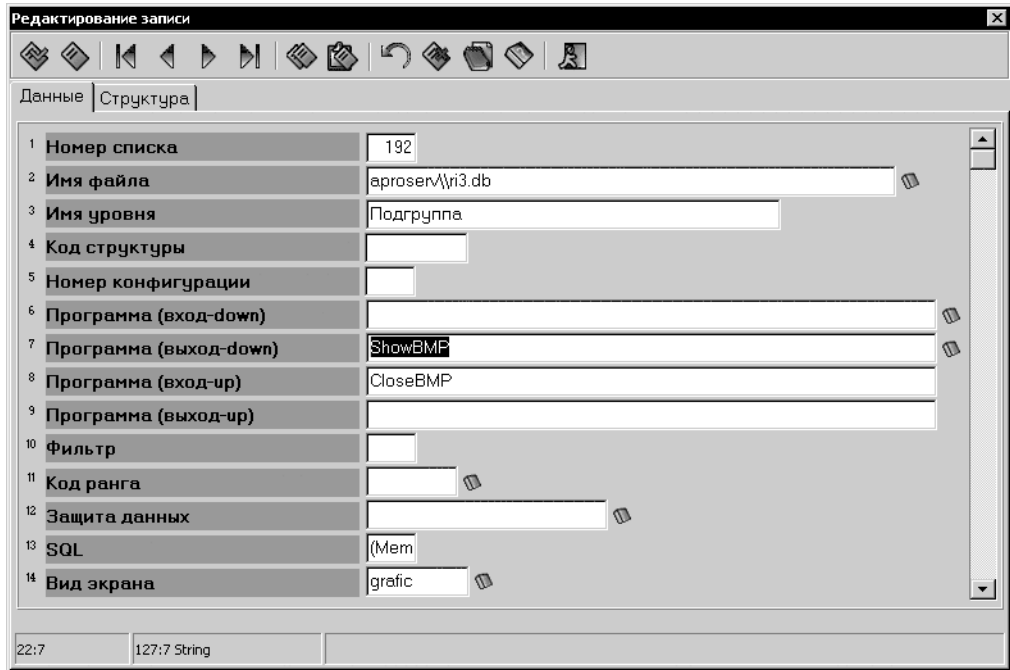 Редактирование записи
Данные Структура
1 Номер списка 192
2 Имя файла aproserv\\ri3.db
3 Имя уровня Подгруппа
4 Код структуры
5 Номер конфигурации
6 Программа (вход-down)
7 Программа (выход-down) ShowBMP
8 Программа (вход-up) CloseBMP
9 Программа (выход-up)
10 Фильтр
11 Код ранга
12 Защита данных
13 SQL (Mem
14 Вид экрана grafic
22:7 127:7 String